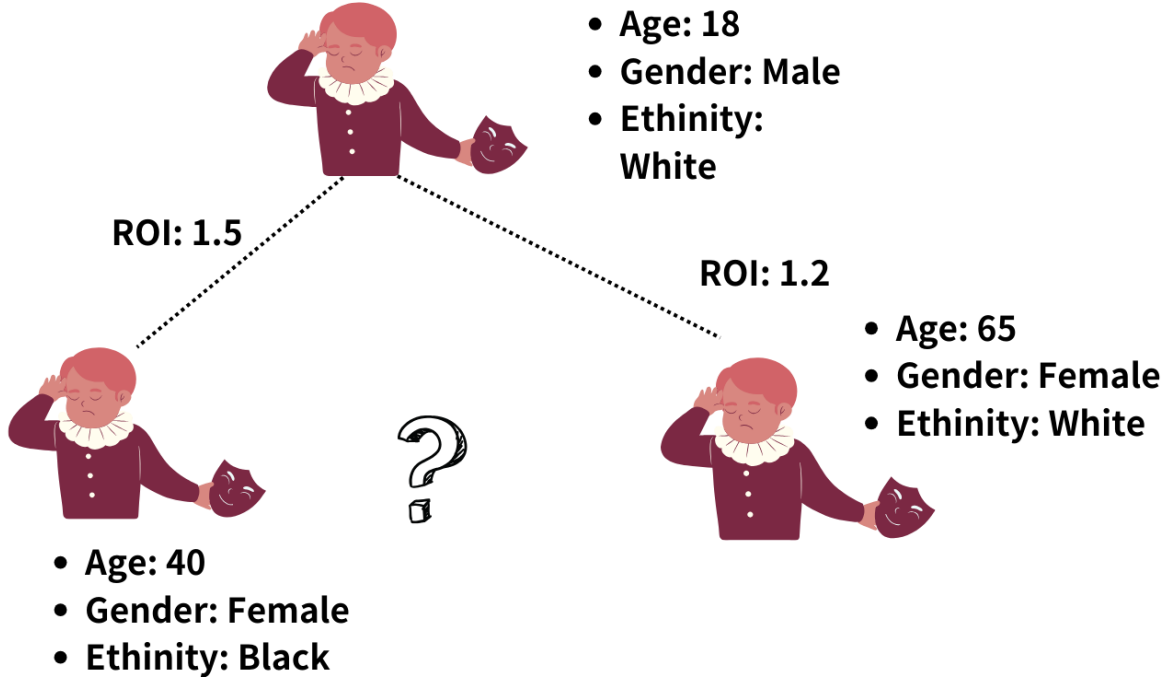 • Age: 18
• Gender: Male
• Ethinity:
White
ROI: 1.5
ROI: 1.2
• Age: 65
• Gender: Female
• Ethinity: White
?
• Age: 40
• Gender: Female
• Ethinity: Black